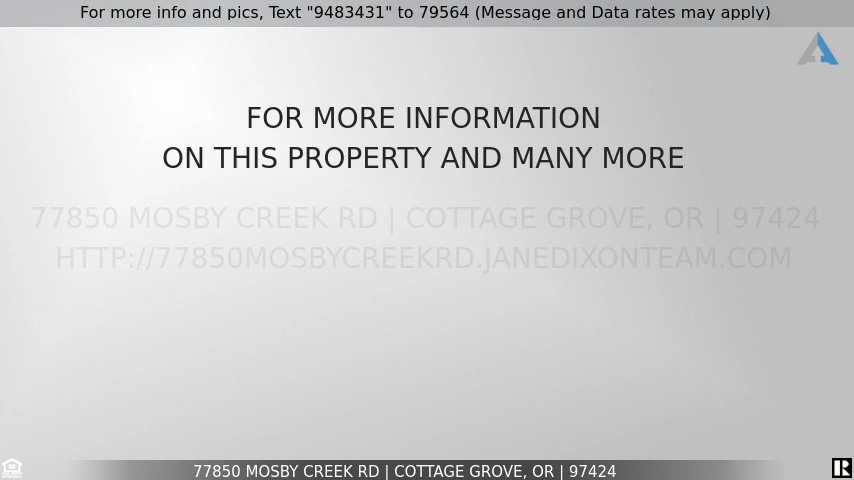 For more info and pics, Text "9483431" to 79564 (Message and Data rates may apply)
FOR MORE INFORMATION
ON THIS PROPERTY AND MANY MORE
77850 MOSBY CREEK RD | COTTAGE GROVE, OR | 97424
HTTP://77850MOSBYCREEKRD.JANEDIXONTEAM.COM
77850 MOSBY CREEK RD | COTTAGE GROVE, OR | 97424